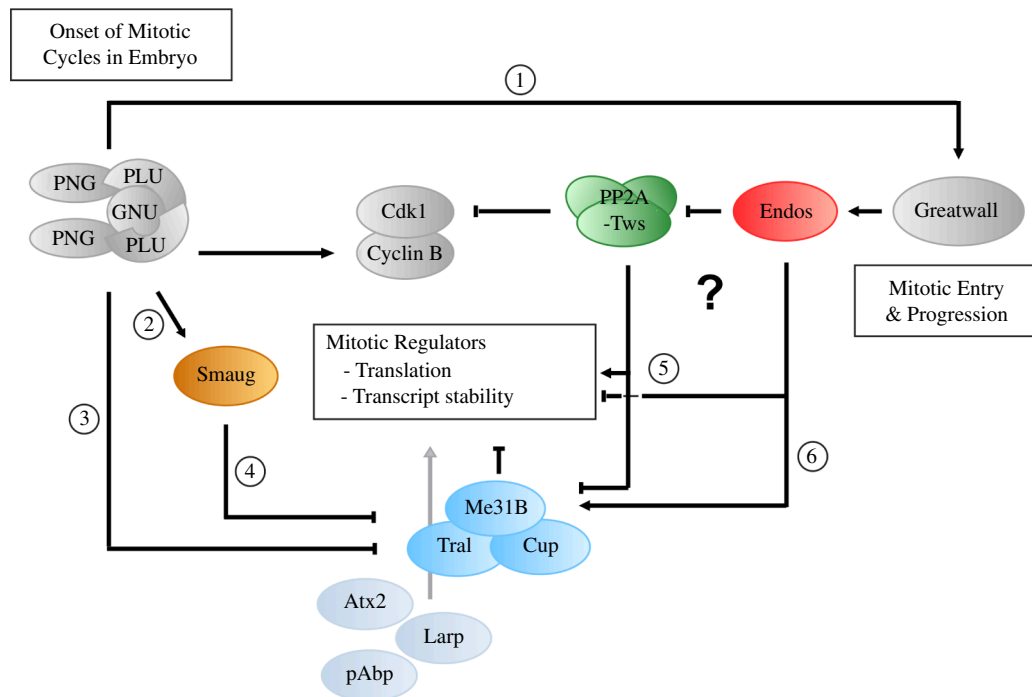 Onset of Mitotic
Cycles in Embryo
1
PNG
PLU
GNU
PNG
PLU
Cdk1
Cyclin B
PP2A
-Tws
Endos
Greatwall
Mitotic Entry
& Progression
?
2
Smaug
Mitotic Regulators
- Translation
- Transcript stability
5
3
4
6
Me31B
Tral
Cup
Atx2
Larp
pAbp